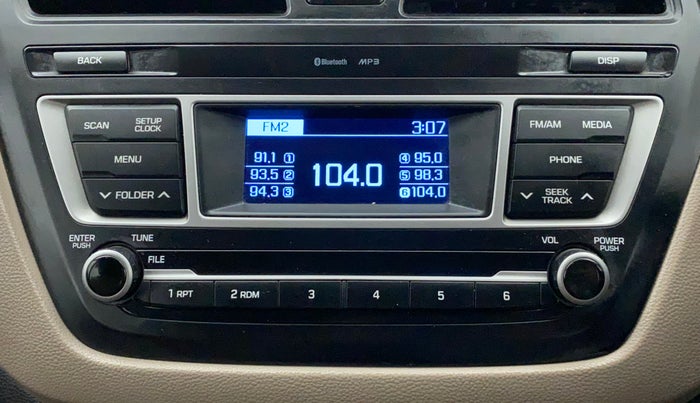 BACK Bluetooth MP3 DISP
SCAN SETUP CLOCK
MENU
FOLDER
FM2 3:07
91.1 1 4 95.0
93.5 2 104.0 5 98.3
94.3 3 6 104.0
FM/AM MEDIA
PHONE
SEEK TRACK
ENTER PUSH TUNE
FILE
VOL POWER PUSH
1 RPT 2 RDM 3 4 5 6